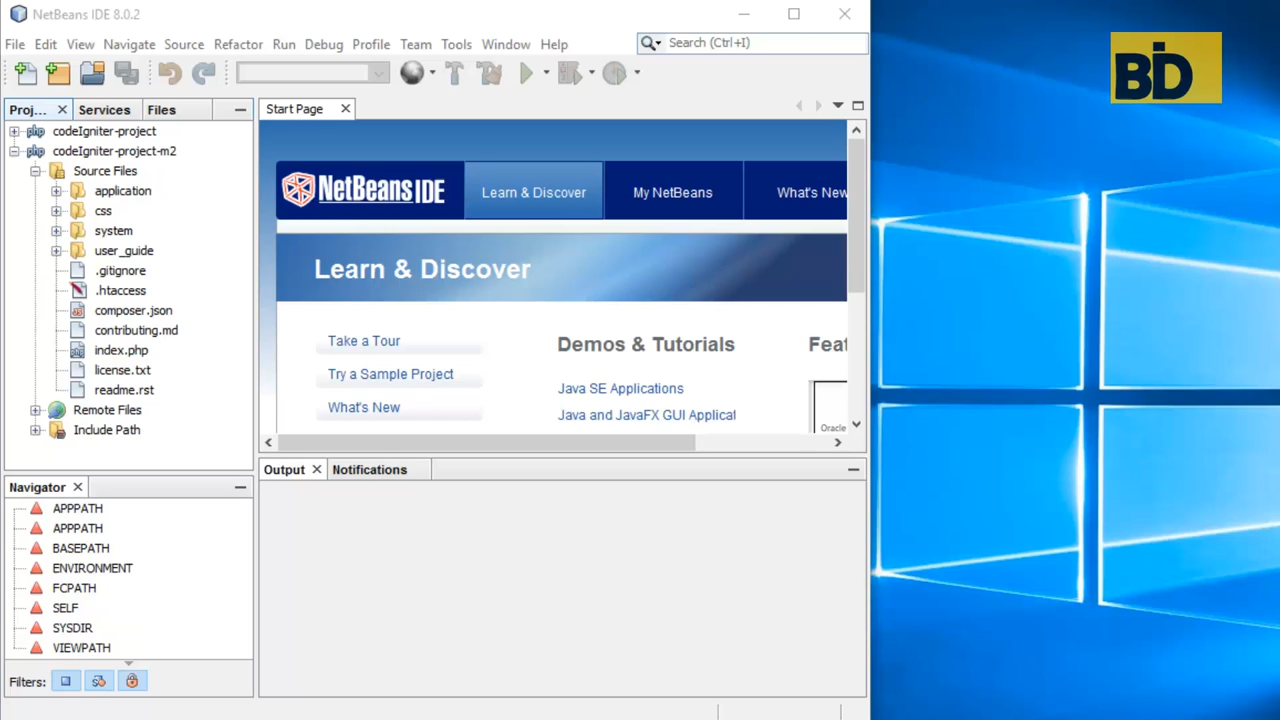 NetBeans IDE 8.0.2
File Edit View Navigate Source Refactor Run Debug Profile Team Tools Window Help
Search (Ctrl+I)
BiD
Proj... Services Files
Start Page
codeIgniter-project
codeIgniter-project-m2
Source Files
application
css
system
user_guide
.gitignore
.htaccess
composer.json
contributing.md
index.php
license.txt
readme.rst
Remote Files
Include Path
NetBeans IDE
Learn & Discover
My NetBeans
What's New
Learn & Discover
Take a Tour
Try a Sample Project
What's New
Demos & Tutorials
Java SE Applications
Java and JavaFX GUI Applicat
Feat
Oracle
Output
Notifications
Navigator
APPPATH
APPPATH
BASEPATH
ENVIRONMENT
FCPATH
SELF
SYSDIR
VIEWPATH
Filters: